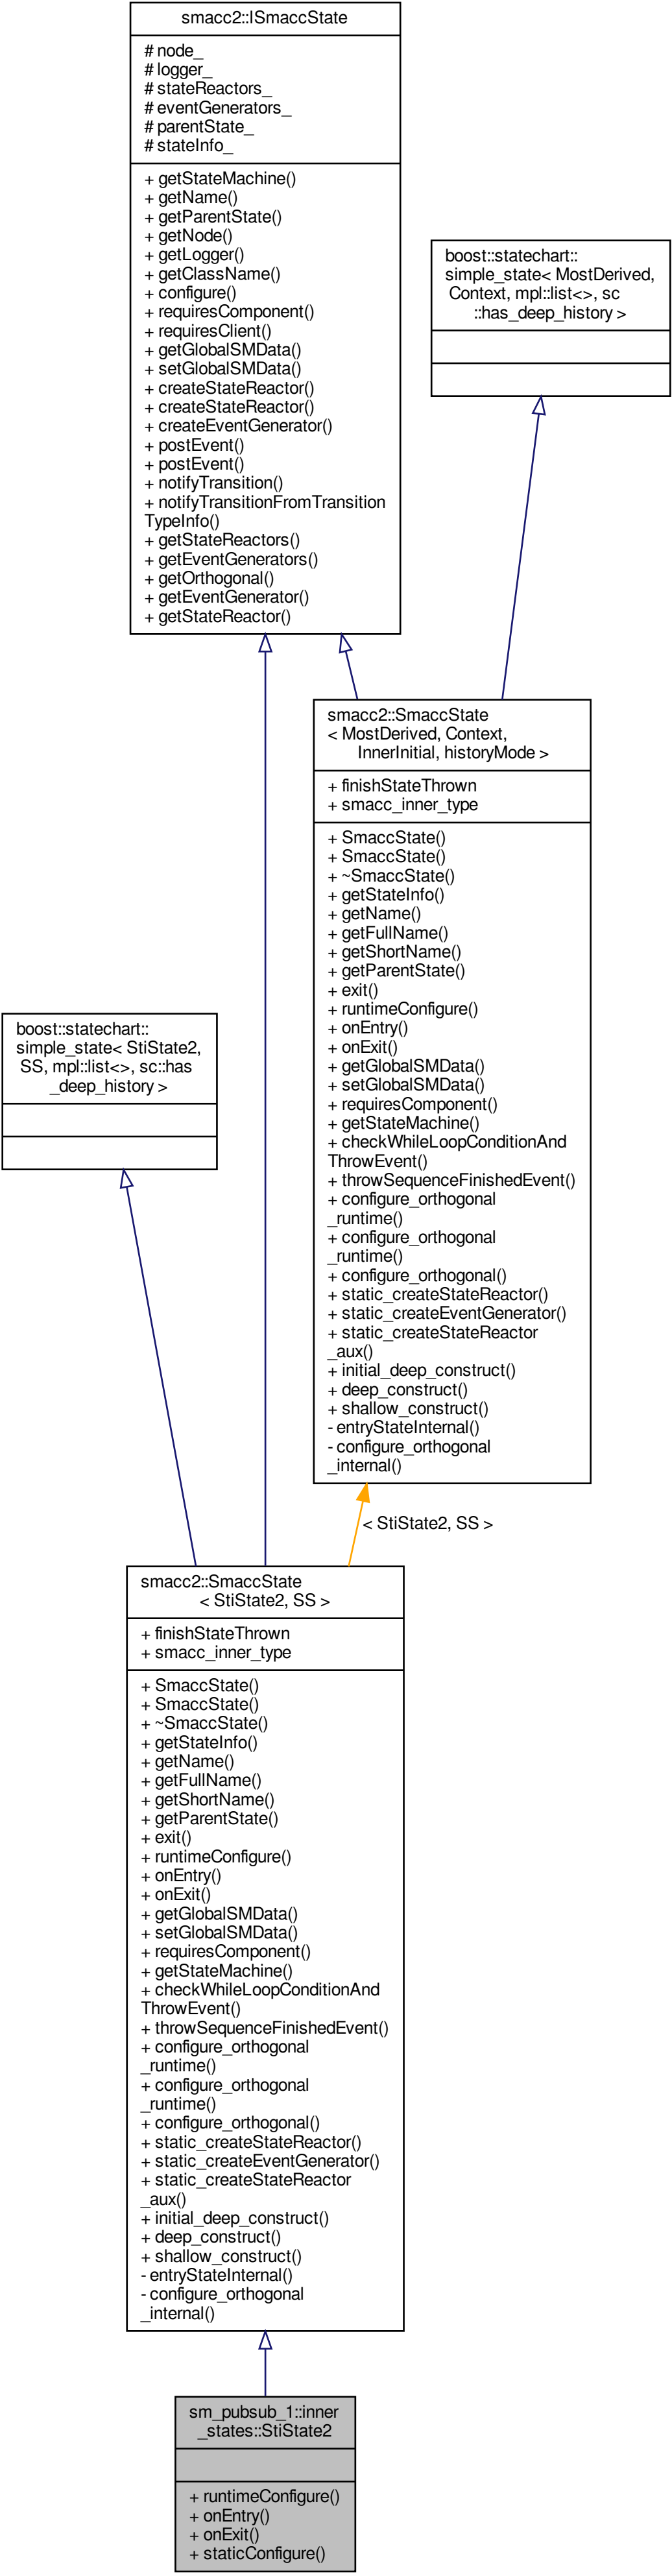 smacc2::ISmaccState
# node_
# logger_
# stateReactors_
# eventGenerators_
# parentState_
# stateInfo_
+ getStateMachine()
+ getName()
+ getParentState()
+ getNode()
+ getLogger()
+ getClassName()
+ configure()
+ requiresComponent()
+ requiresClient()
+ getGlobalSMData()
+ setGlobalSMData()
+ createStateReactor()
+ createStateReactor()
+ createEventGenerator()
+ postEvent()
+ postEvent()
+ notifyTransition()
+ notifyTransitionFromTransition
TypeInfo()
+ getStateReactors()
+ getEventGenerators()
+ getOrthogonal()
+ getEventGenerator()
+ getStateReactor()
boost::statechart::
simple_state< MostDerived,
Context, mpl::list<>, sc
::has_deep_history >
smacc2::SmaccState
< MostDerived, Context,
InnerInitial, historyMode >
+ finishStateThrown
+ smacc_inner_type
+ SmaccState()
+ SmaccState()
+ ~SmaccState()
+ getStateInfo()
+ getName()
+ getFullName()
+ getShortName()
+ getParentState()
+ exit()
+ runtimeConfigure()
+ onEntry()
+ onExit()
+ getGlobalSMData()
+ setGlobalSMData()
+ requiresComponent()
+ getStateMachine()
+ checkWhileLoopConditionAnd
ThrowEvent()
+ throwSequenceFinishedEvent()
+ configure_orthogonal
_runtime()
+ configure_orthogonal
_runtime()
+ configure_orthogonal()
+ static_createStateReactor()
+ static_createEventGenerator()
+ static_createStateReactor
_aux()
+ initial_deep_construct()
+ deep_construct()
+ shallow_construct()
- entryStateInternal()
- configure_orthogonal
_internal()
boost::statechart::
simple_state< StiState2,
SS, mpl::list<>, sc::has
_deep_history >
< StiState2, SS >
smacc2::SmaccState
< StiState2, SS >
+ finishStateThrown
+ smacc_inner_type
+ SmaccState()
+ SmaccState()
+ ~SmaccState()
+ getStateInfo()
+ getName()
+ getFullName()
+ getShortName()
+ getParentState()
+ exit()
+ runtimeConfigure()
+ onEntry()
+ onExit()
+ getGlobalSMData()
+ setGlobalSMData()
+ requiresComponent()
+ getStateMachine()
+ checkWhileLoopConditionAnd
ThrowEvent()
+ throwSequenceFinishedEvent()
+ configure_orthogonal
_runtime()
+ configure_orthogonal
_runtime()
+ configure_orthogonal()
+ static_createStateReactor()
+ static_createEventGenerator()
+ static_createStateReactor
_aux()
+ initial_deep_construct()
+ deep_construct()
+ shallow_construct()
- entryStateInternal()
- configure_orthogonal
_internal()
sm_pubsub_1::inner
_states::StiState2
+ runtimeConfigure()
+ onEntry()
+ onExit()
+ staticConfigure()